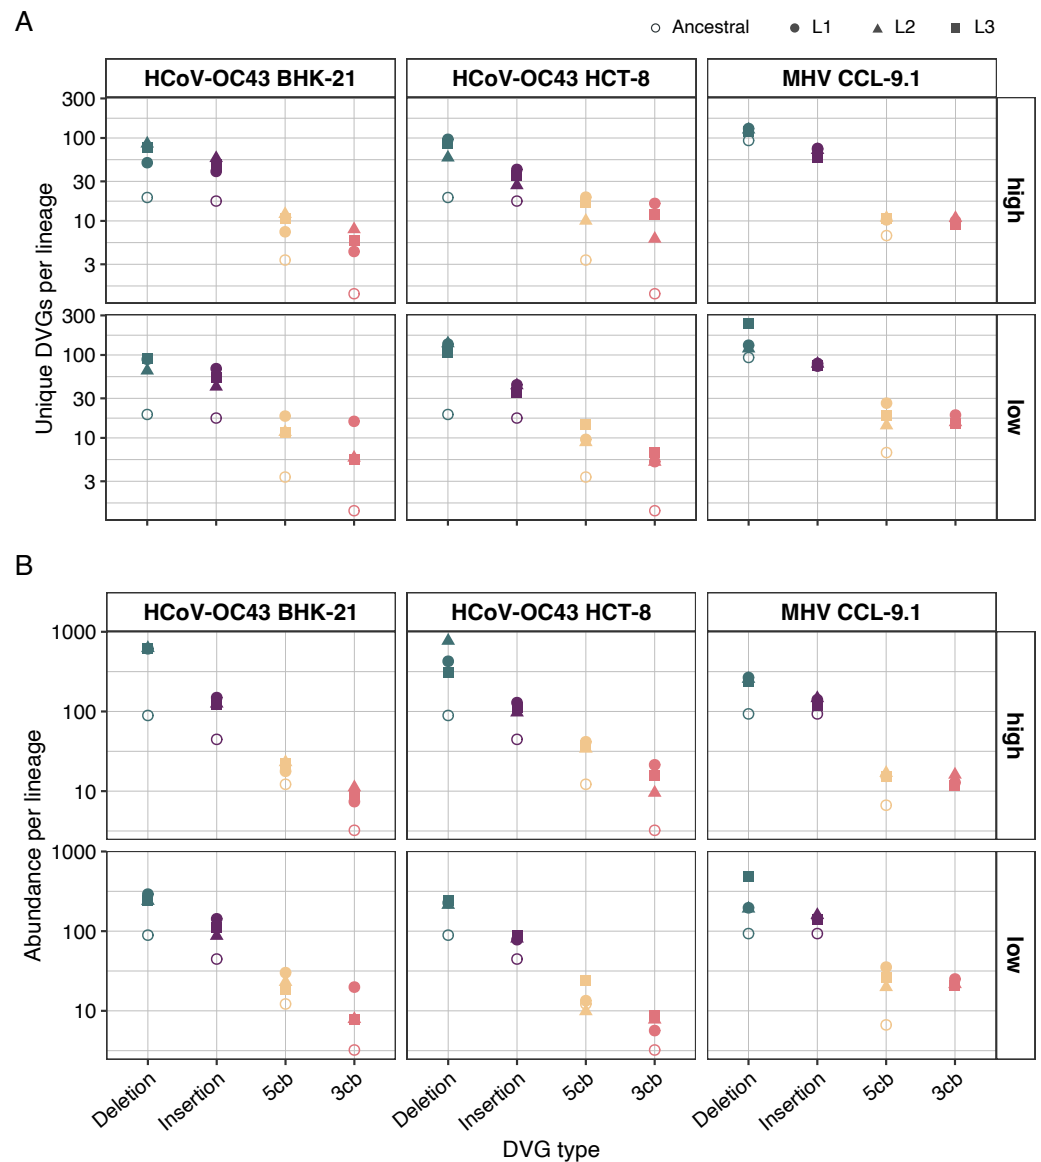 A
Ancestral L1 L2 L3
HCoV-OC43 BHK-21 HCoV-OC43 HCT-8 MHV CCL-9.1
Unique DVGs per lineage
300
100
30
10
3
high
300
100
30
10
3
low
B
HCoV-OC43 BHK-21 HCoV-OC43 HCT-8 MHV CCL-9.1
Abundance per lineage
1000
100
10
high
1000
100
10
low
Deletion Insertion 5cb 3cb Deletion Insertion 5cb 3cb Deletion Insertion 5cb 3cb
DVG type